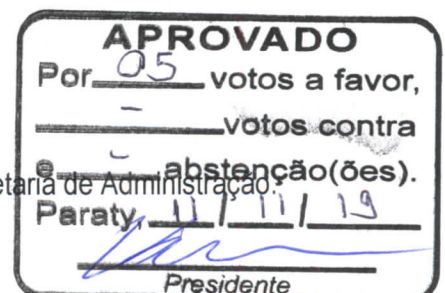 APROVADO
Por 05 votos a favor,
- votos contra
e - abstenção(ões).
etaria de Administração.
Paraty, 11 / 11 / 19
Presidente